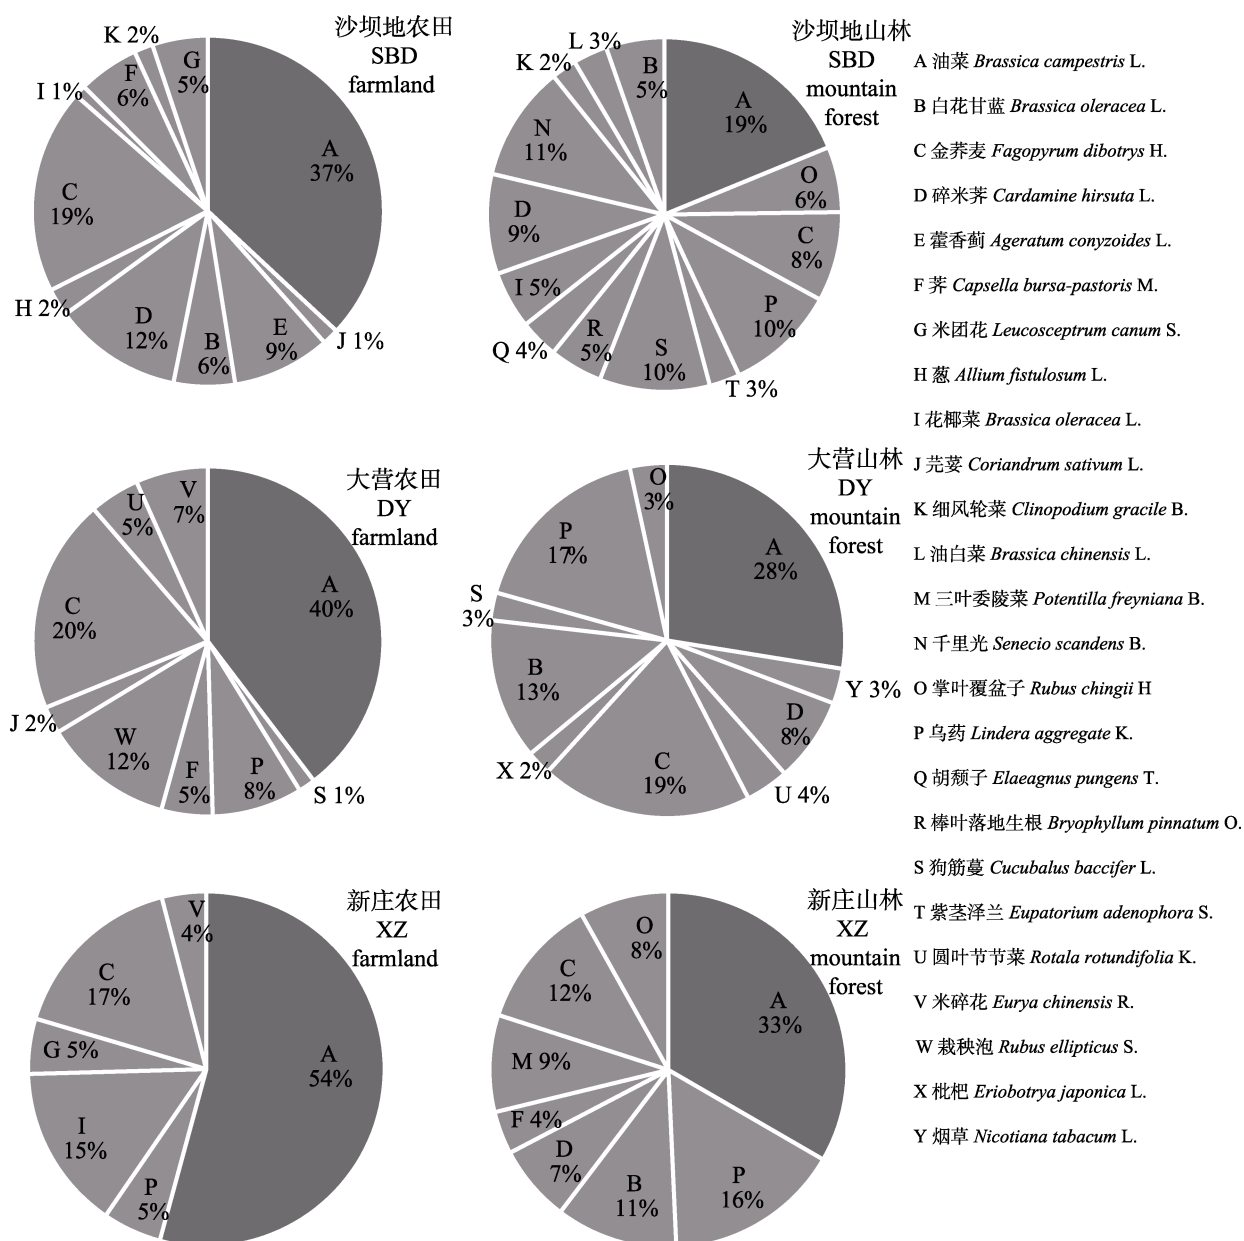 沙坝地农田
SBD
farmland
A
37%
J 1%
E
9%
B
6%
D
12%
H 2%
C
19%
I 1%
F
6%
K 2%
G
5%
沙坝地山林
SBD
mountain
forest
A
19%
O
6%
C
8%
P
10%
T 3%
S
10%
R
5%
Q 4%
I 5%
D
9%
N
11%
K 2%
L 3%
B
5%
大营农田
DY
farmland
A
40%
S 1%
P
8%
F
5%
W
12%
J 2%
C
20%
U
5%
V
7%
大营山林
DY
mountain
forest
A
28%
Y 3%
D
8%
U 4%
C
19%
X 2%
B
13%
S
3%
P
17%
O
3%
新庄农田
XZ
farmland
A
54%
P
5%
I
15%
G 5%
C
17%
V
4%
新庄山林
XZ
mountain
forest
A
33%
P
16%
B
11%
D
7%
F 4%
M 9%
C
12%
O
8%
A 油菜 Brassica campestris L.
B 白花甘蓝 Brassica oleracea L.
C 金荞麦 Fagopyrum dibotrys H.
D 碎米荠 Cardamine hirsuta L.
E 藿香蓟 Ageratum conyzoides L.
F 荠 Capsella bursa-pastoris M.
G 米团花 Leucosceptrum canum S.
H 葱 Allium fistulosum L.
I 花椰菜 Brassica oleracea L.
J 芫荽 Coriandrum sativum L.
K 细风轮菜 Clinopodium gracile B.
L 油白菜 Brassica chinensis L.
M 三叶委陵菜 Potentilla freyniana B.
N 千里光 Senecio scandens B.
O 掌叶覆盆子 Rubus chingii H
P 乌药 Lindera aggregate K.
Q 胡颓子 Elaeagnus pungens T.
R 棒叶落地生根 Bryophyllum pinnatum O.
S 狗筋蔓 Cucubalus baccifer L.
T 紫茎泽兰 Eupatorium adenophora S.
U 圆叶节节菜 Rotala rotundifolia K.
V 米碎花 Eurya chinensis R.
W 栽秧泡 Rubus ellipticus S.
X 枇杷 Eriobotrya japonica L.
Y 烟草 Nicotiana tabacum L.